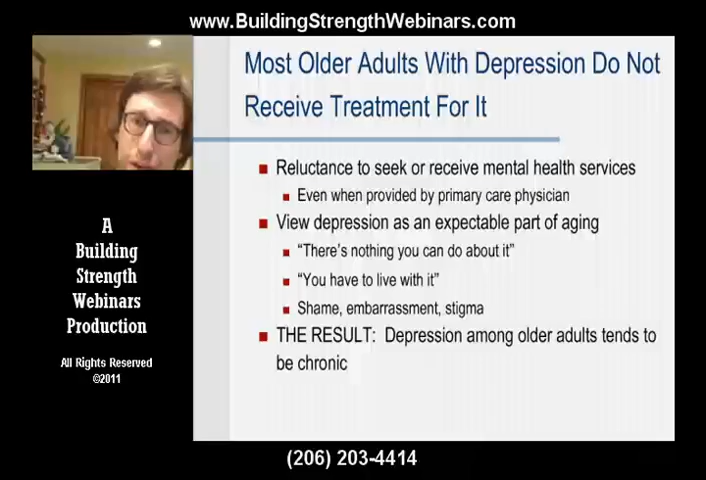 www.BuildingStrengthWebinars.com
Most Older Adults With Depression Do Not
Receive Treatment For It
Reluctance to seek or receive mental health services
Even when provided by primary care physician
View depression as an expectable part of aging
“There’s nothing you can do about it”
“You have to live with it”
Shame, embarrassment, stigma
THE RESULT: Depression among older adults tends to
be chronic
A
Building
Strength
Webinars
Production
All Rights Reserved
©2011
(206) 203-4414